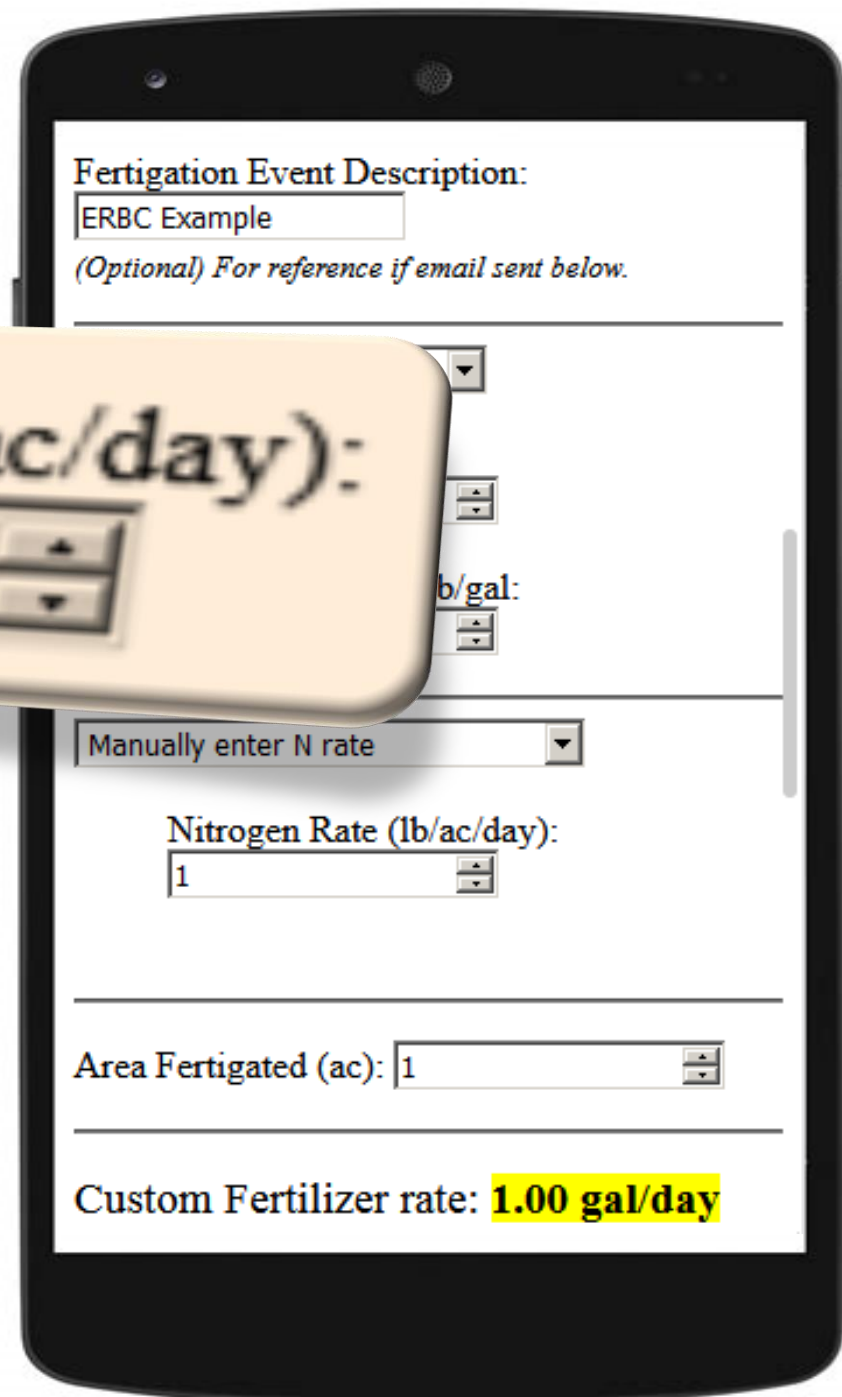 Fertigation Event Description:
ERBC Example
(Optional) For reference if email sent below.
ac/day):
b/gal:
Manually enter N rate
Nitrogen Rate (lb/ac/day):
1
Area Fertigated (ac): 1
Custom Fertilizer rate: 1.00 gal/day